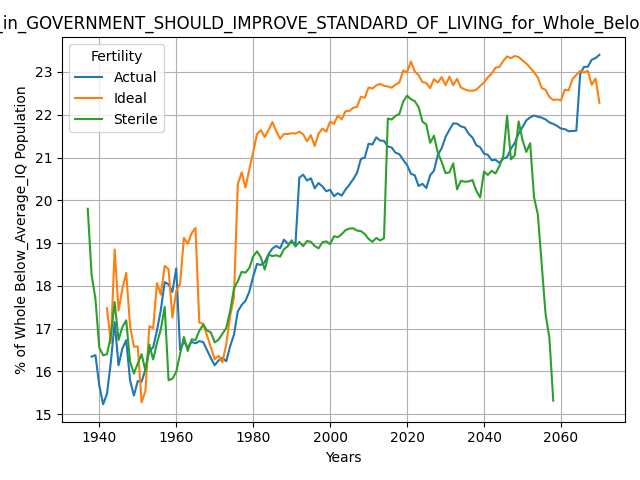 _in_GOVERNMENT_SHOULD_IMPROVE_STANDARD_OF_LIVING_for_Whole_Belo
Fertility
Actual
Ideal
Sterile
% of Whole Below_Average_IQ Population
23
22
21
20
19
18
17
16
15
1940 1960 1980 2000 2020 2040 2060
Years